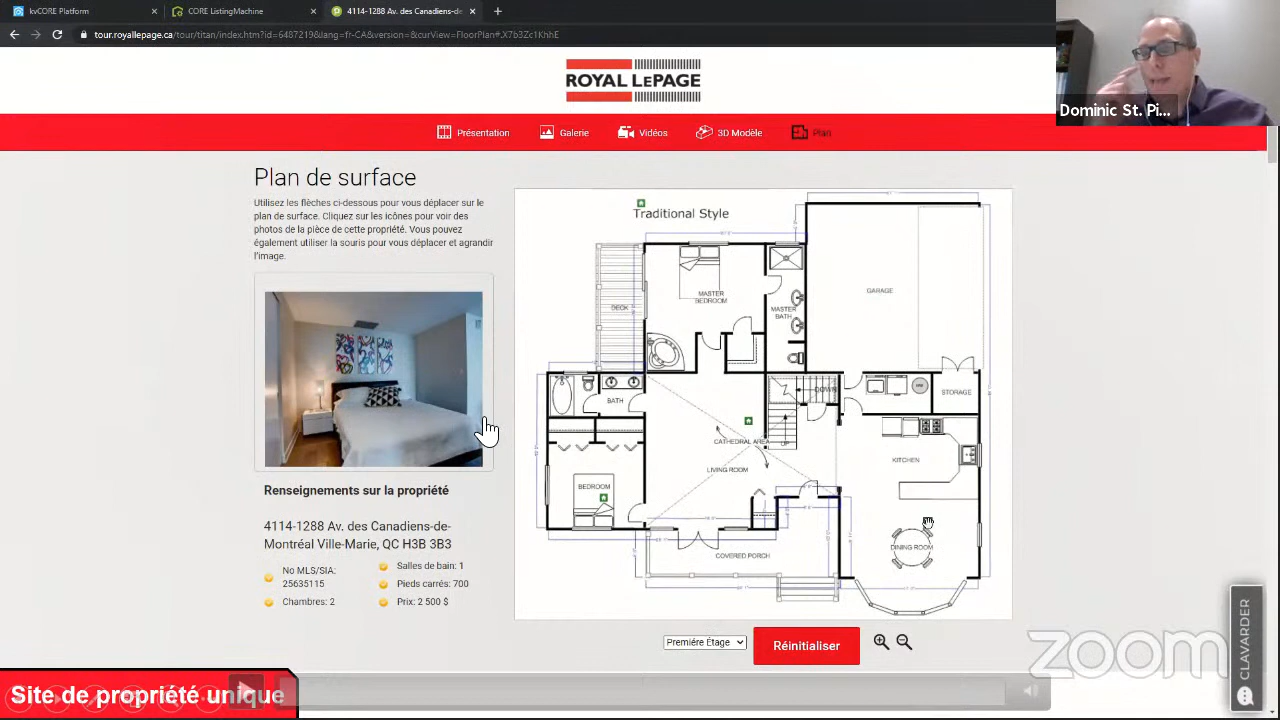 kvCORE Platform
CORE ListingMachine
4114-1288 Av. des Canadiens-de-
tour.royallepage.ca/tour/titan/index.htm?id=6487219&lang=fr-CA&version=&curView=FloorPlan#.X7b3Zc1KhhE
ROYAL LEPAGE
Dominic St. Pi...
Présentation
Galerie
Vidéos
3D Modèle
Plan
Plan de surface
Utilisez les flèches ci-dessous pour vous déplacer sur le
plan de surface. Cliquez sur les icônes pour voir des
photos de la pièce de cette propriété. Vous pouvez
également utiliser la souris pour vous déplacer et agrandir
l'image.
Traditional Style
MASTER
BEDROOM
DECK
MASTER
BATH
GARAGE
BATH
DOWN
STORAGE
CATHEDRAL AREA
UP
LIVING ROOM
KITCHEN
BEDROOM
DINING ROOM
COVERED PORCH
Renseignements sur la propriété
4114-1288 Av. des Canadiens-de-
Montréal Ville-Marie, QC H3B 3B3
No MLS/SIA:
25635115
Chambres: 2
Salles de bain: 1
Pieds carrés: 700
Prix: 2 500 $
Premiére Étage
Réinitialiser
zoom
CLAVARDER
Site de propriété unique